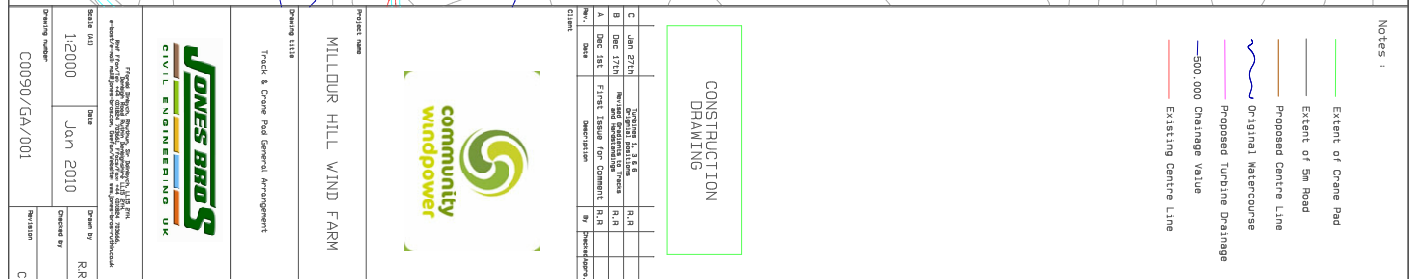 Notes :
Extent of Crane Pad
Extent of 5m Road
Proposed Centre Line
Original Watercourse
Proposed Turbine Drainage
500.000 Chainage Value
Existing Centre Line
CONSTRUCTION
DRAWING
C Jan 27th Turbines 1, 3 & 6 Original positions R.R
B Dec 17th Revised Gradients to Tracks and Hardstandings R.R
A Dec 1st First Issue for Comment R.R
Rev. Date Description By Checked Appro.
Client
community
windpower
Project name
MILLOUR HILL WIND FARM
Drawing title
Track & Crane Pad General Arrangement
JONES BROS
CIVIL ENGINEERING UK
Scale (A1)
1:2000
Date
Jan 2010
Drawn by
R.R
Checked by
Drawing number
C0090/GA/001
Revision
C